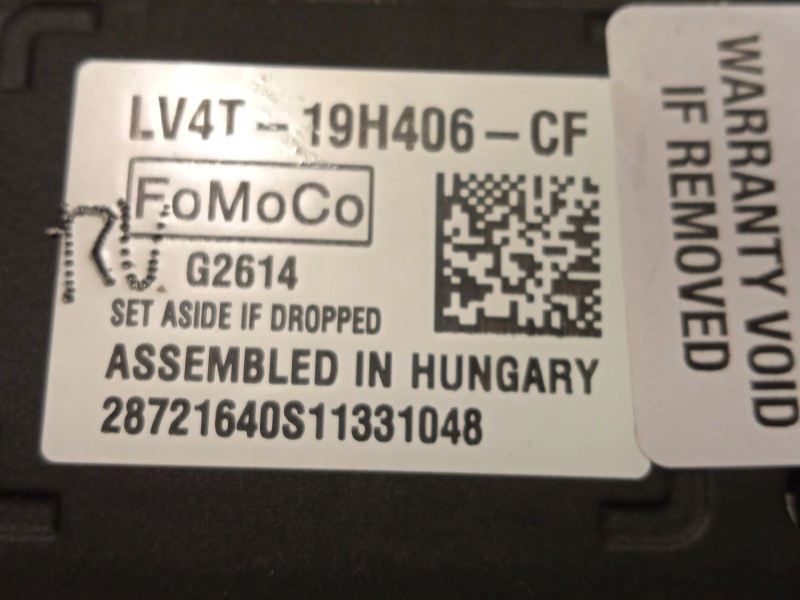 LV4T-19H406-CF
FoMoCo
G2614
SET ASIDE IF DROPPED
ASSEMBLED IN HUNGARY
28721640S11331048
WARRANTY VOID
IF REMOVED